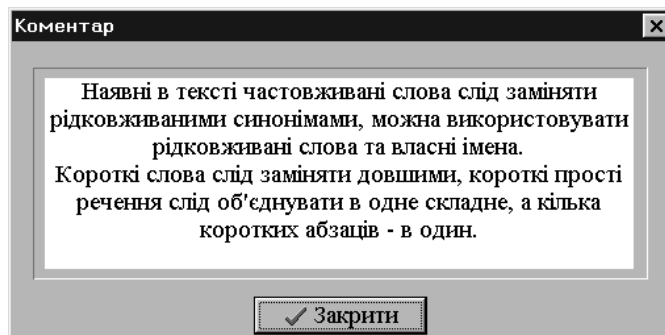 Коментар
Наявні в тексті частовживані слова слід заміняти
рідковживаними синонімами, можна використовувати
рідковживані слова та власні імена.
Короткі слова слід заміняти довшими, короткі прості
речення слід об'єднувати в одне складне, а кілька
коротких абзаців - в один.
Закрити